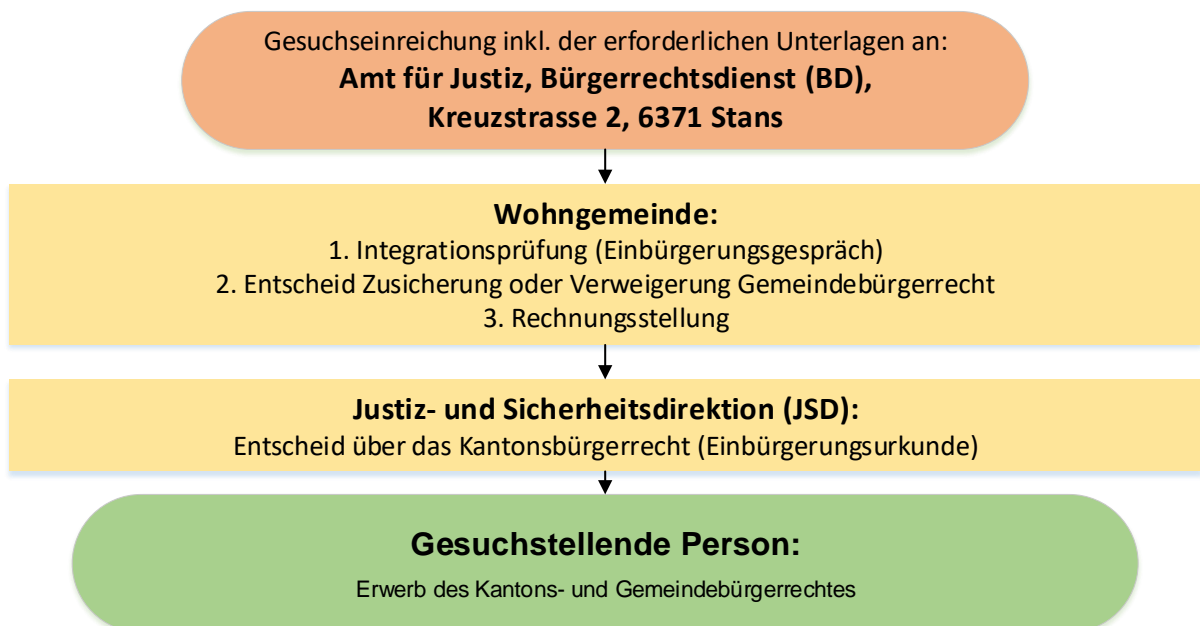 Gesuchseinreichung inkl. der erforderlichen Unterlagen an:
Amt für Justiz, Bürgerrechtsdienst (BD),
Kreuzstrasse 2, 6371 Stans
Wohngemeinde:
1. Integrationsprüfung (Einbürgerungsgespräch)
2. Entscheid Zusicherung oder Verweigerung Gemeindebürgerrecht
3. Rechnungsstellung
Justiz- und Sicherheitsdirektion (JSD):
Entscheid über das Kantonsbürgerrecht (Einbürgerungsurkunde)
Gesuchstellende Person:
Erwerb des Kantons- und Gemeindebürgerrechtes